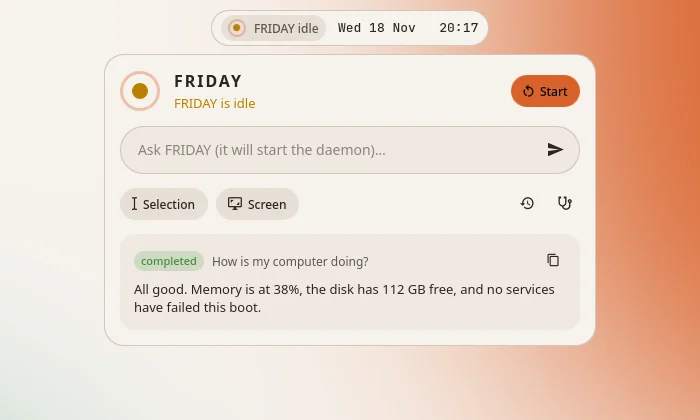 FRIDAY idle Wed 18 Nov 20:17
FRIDAY
FRIDAY is idle
Start
Ask FRIDAY (it will start the daemon)...
Selection
Screen
completed How is my computer doing?
All good. Memory is at 38%, the disk has 112 GB free, and no services
have failed this boot.